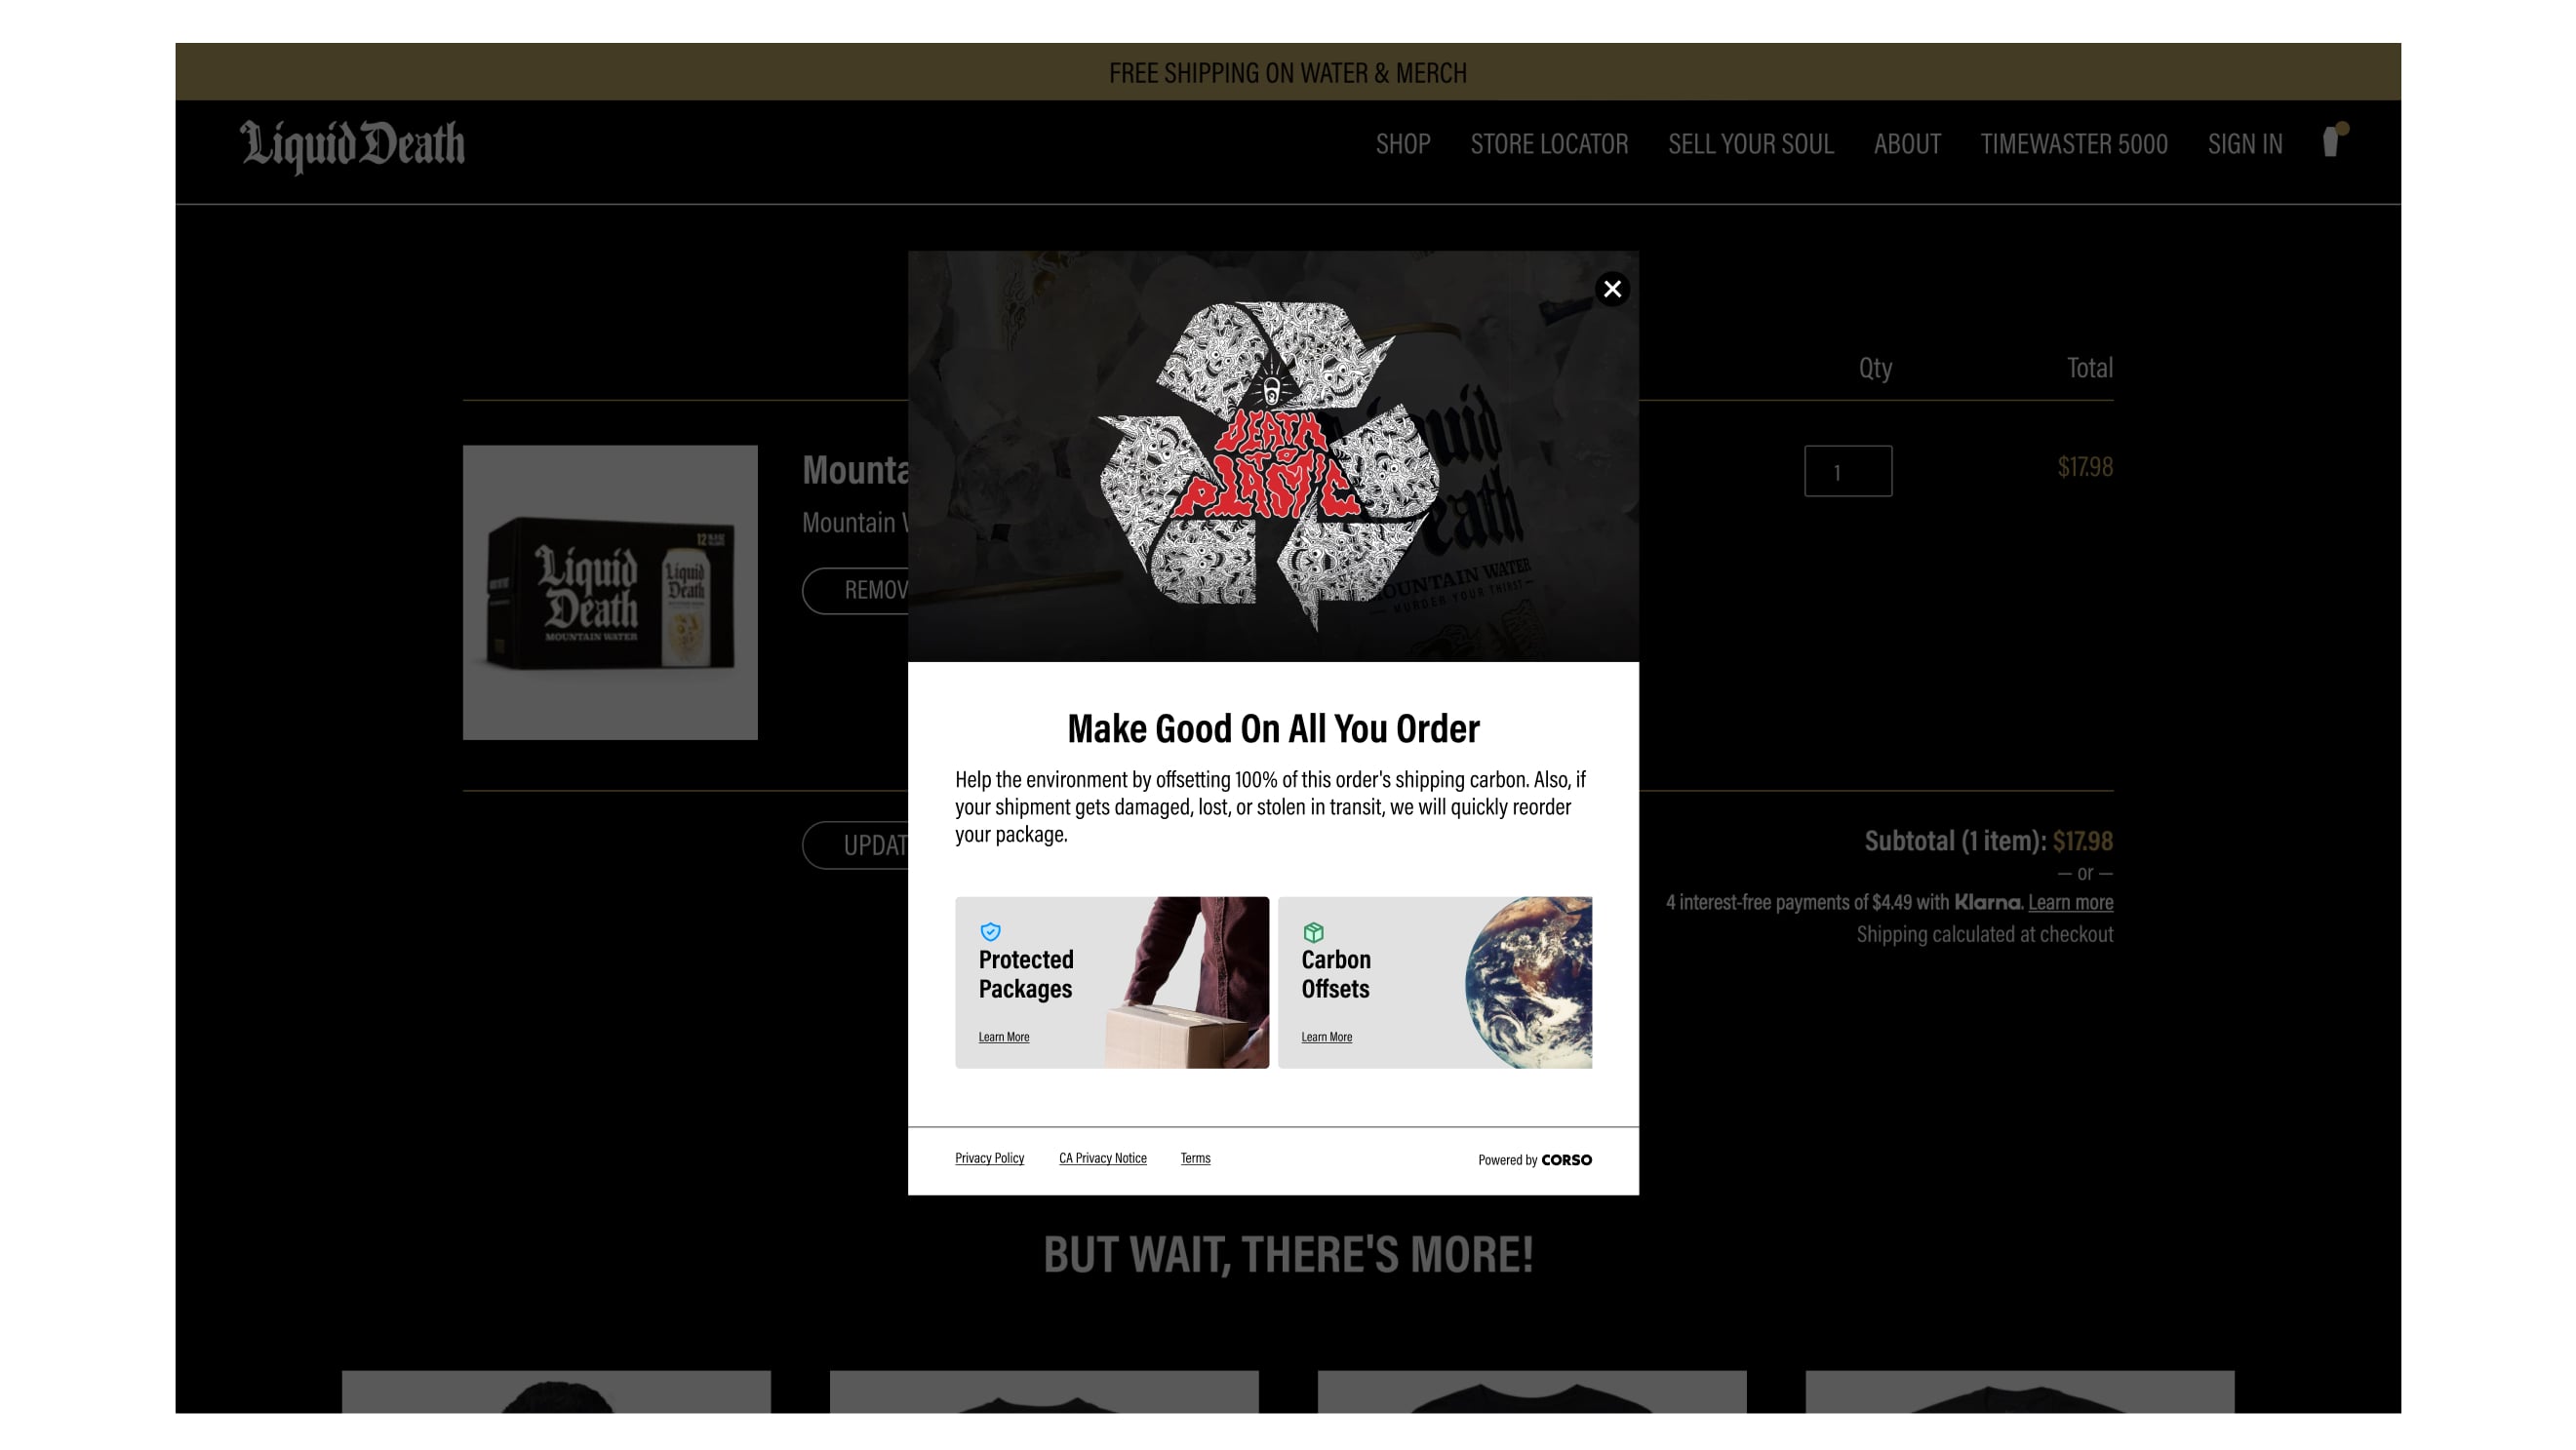 FREE SHIPPING ON WATER & MERCH
Liquid Death
SHOP STORE LOCATOR SELL YOUR SOUL ABOUT TIMEWASTER 5000 SIGN IN
Qty Total
DEATH
TO
PLASTIC
Liquid
Death
MOUNTAIN WATER
MURDER YOUR THIRST
Mounta
Mountain
REMOV
1
$17.98
12
Liquid
Death
MOUNTAIN WATER
Liquid
Death
Make Good On All You Order
Help the environment by offsetting 100% of this order's shipping carbon. Also, if
your shipment gets damaged, lost, or stolen in transit, we will quickly reorder
your package.
UPDAT
Subtotal (1 item): $17.98
— or —
4 interest-free payments of $4.49 with Klarna. Learn more
Shipping calculated at checkout
Protected
Packages
Learn More
Carbon
Offsets
Learn More
Privacy Policy CA Privacy Notice Terms
Powered by CORSO
BUT WAIT, THERE'S MORE!